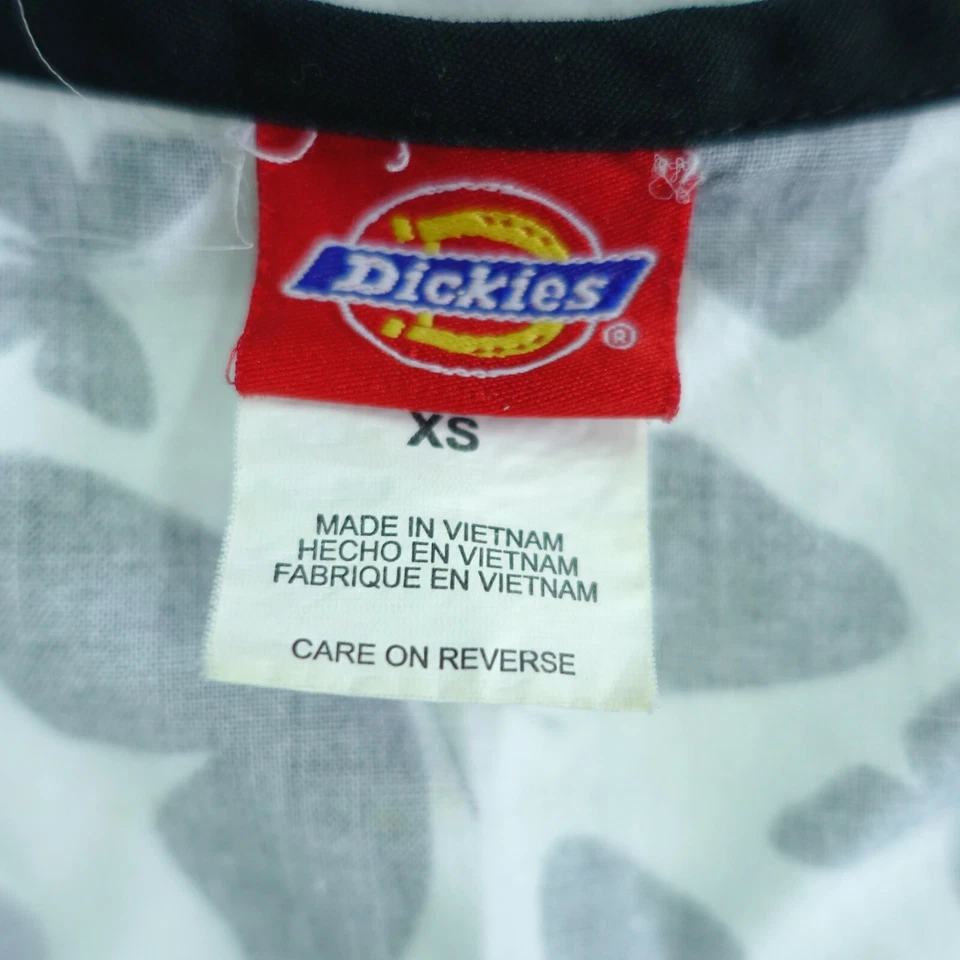 Dickies
®
XS
MADE IN VIETNAM
HECHO EN VIETNAM
FABRIQUE EN VIETNAM
CARE ON REVERSE